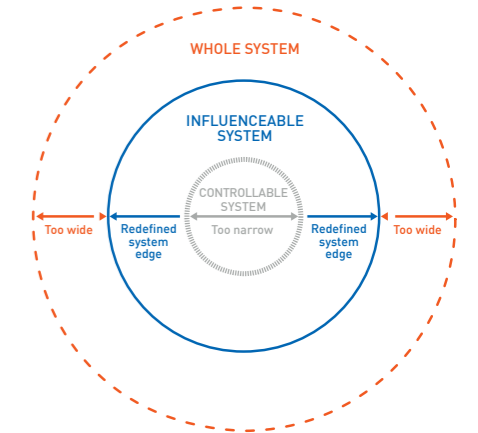 WHOLE SYSTEM
INFLUENCEABLE
SYSTEM
CONTROLLABLE
SYSTEM
Too wide
Redefined
system
edge
Too narrow
Redefined
system
edge
Too wide